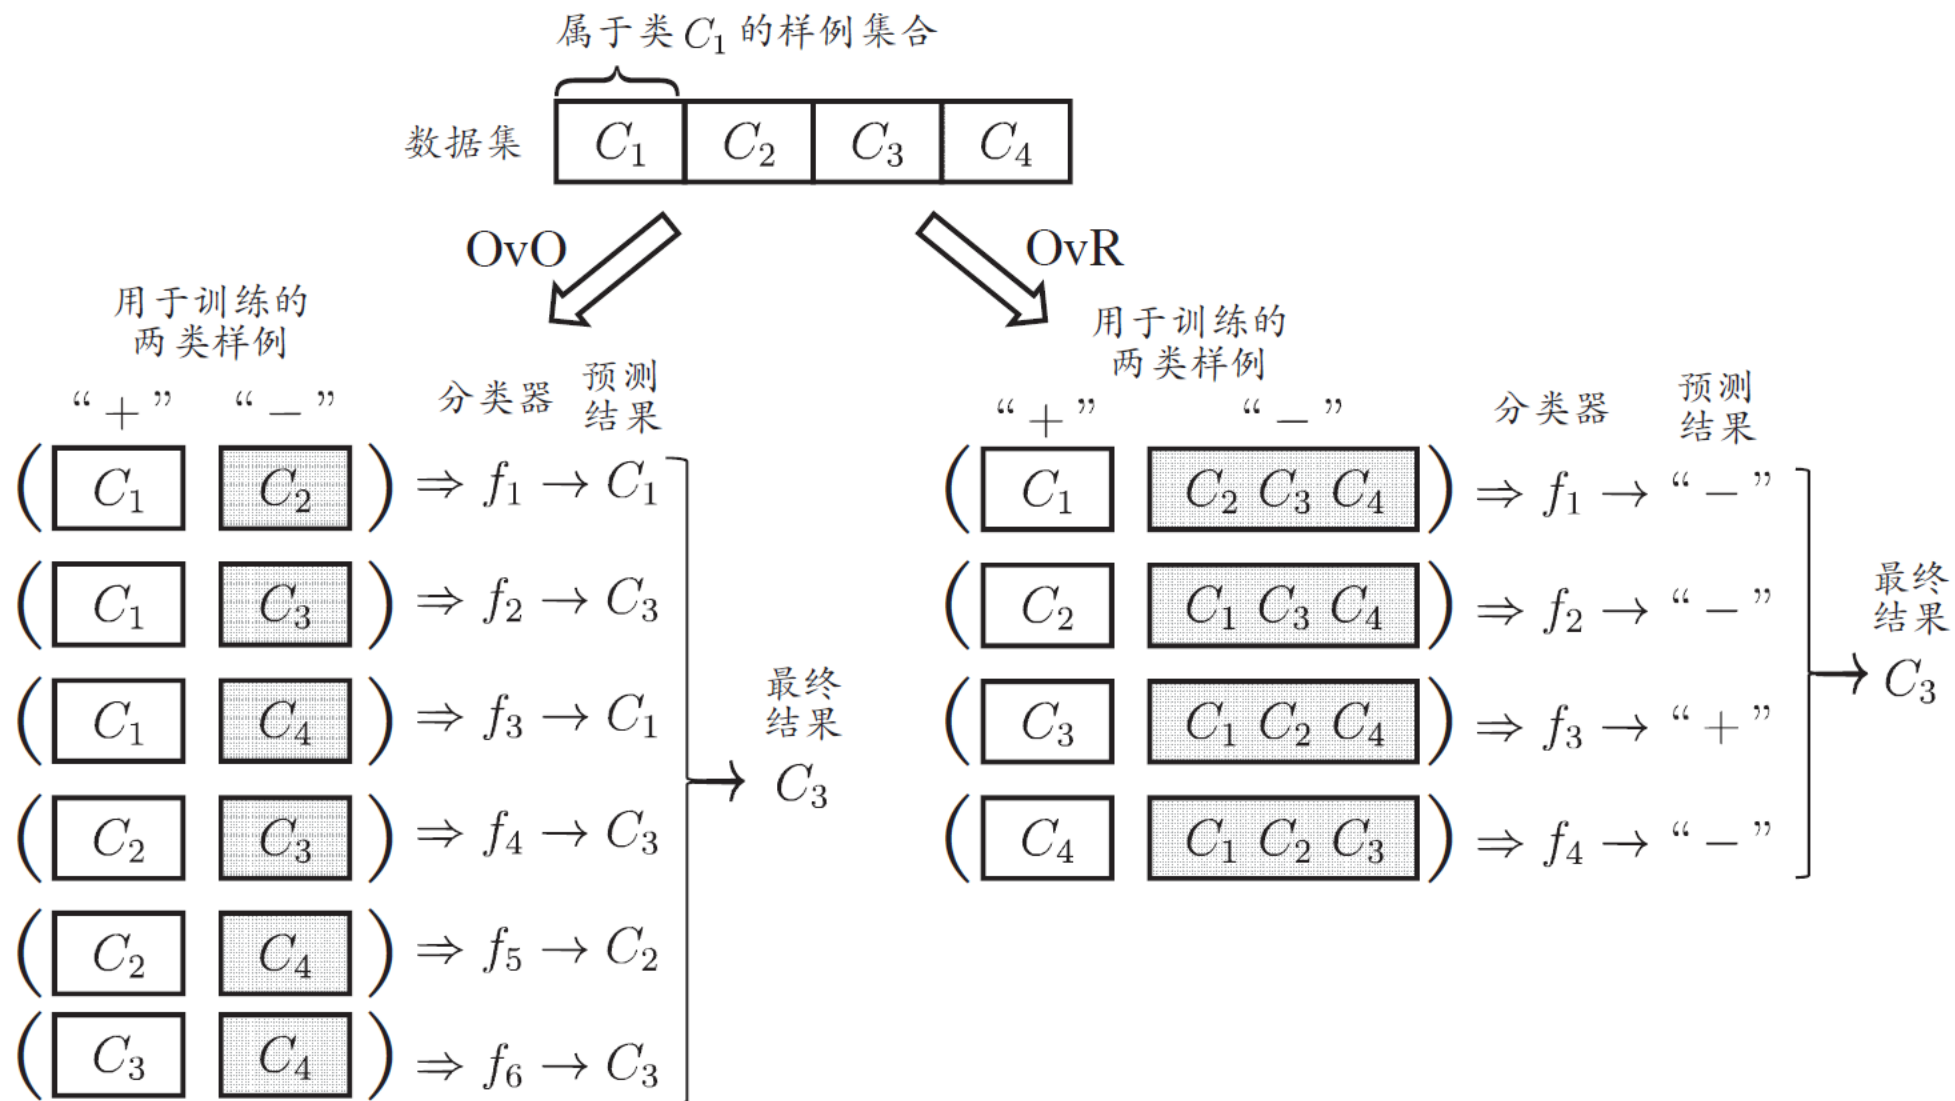 属于类 C₁ 的样例集合
数据集 C₁ C₂ C₃ C₄
OvO
OvR
用于训练的
两类样例
“+” “−” 分类器 预测
结果
( C₁ C₂ ) ⇒ f₁ → C₁
( C₁ C₃ ) ⇒ f₂ → C₃
( C₁ C₄ ) ⇒ f₃ → C₁
( C₂ C₃ ) ⇒ f₄ → C₃
( C₂ C₄ ) ⇒ f₅ → C₂
( C₃ C₄ ) ⇒ f₆ → C₃
最终
结果
C₃
用于训练的
两类样例
“+” “−” 分类器 预测
结果
( C₁ C₂ C₃ C₄ ) ⇒ f₁ → “−”
( C₂ C₁ C₃ C₄ ) ⇒ f₂ → “−”
( C₃ C₁ C₂ C₄ ) ⇒ f₃ → “+”
( C₄ C₁ C₂ C₃ ) ⇒ f₄ → “−”
最终
结果
C₃